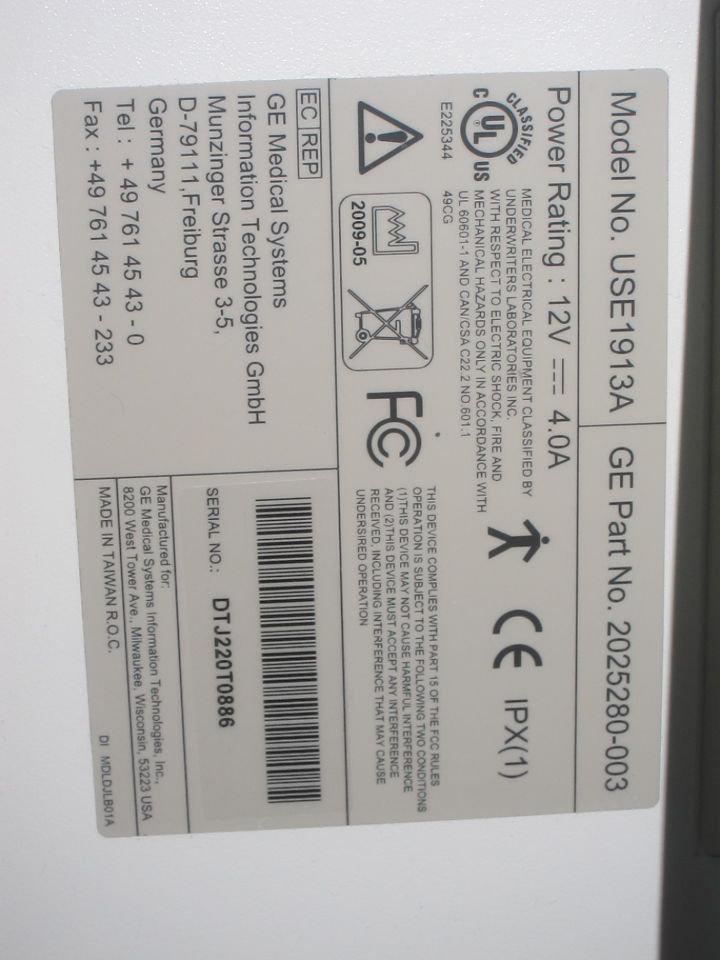 Model No. USE1913A
GE Part No. 2025280-003
Power Rating : 12V 4.0A
CLASSIFIED
C UL US
E225344
MEDICAL ELECTRICAL EQUIPMENT CLASSIFIED BY
UNDERWRITERS LABORATORIES INC.
WITH RESPECT TO ELECTRIC SHOCK, FIRE AND
MECHANICAL HAZARDS ONLY IN ACCORDANCE WITH
UL 60601-1 AND CAN/CSA C22.2 NO.601.1
49CG
CE IPX(1)
2009-05
FC
THIS DEVICE COMPLIES WITH PART 15 OF THE FCC RULES
OPERATION IS SUBJECT TO THE FOLLOWING TWO CONDITIONS
(1)THIS DEVICE MAY NOT CAUSE HARMFUL INTERFERENCE
AND (2)THIS DEVICE MUST ACCEPT ANY INTERFERENCE
RECEIVED, INCLUDING INTERFERENCE THAT MAY CAUSE
UNDERSIRED OPERATION
EC REP
GE Medical Systems
Information Technologies GmbH
Munzinger Strasse 3-5,
D-79111,Freiburg
Germany
Tel : + 49 761 45 43 - 0
Fax : +49 761 45 43 - 233
SERIAL NO.: DTJ220T0886
Manufactured for:
GE Medical Systems Information Technologies, Inc.,
8200 West Tower Ave., Milwaukee, Wisconsin, 53223 USA
MADE IN TAIWAN R.O.C.
DI MDLDJLB01A